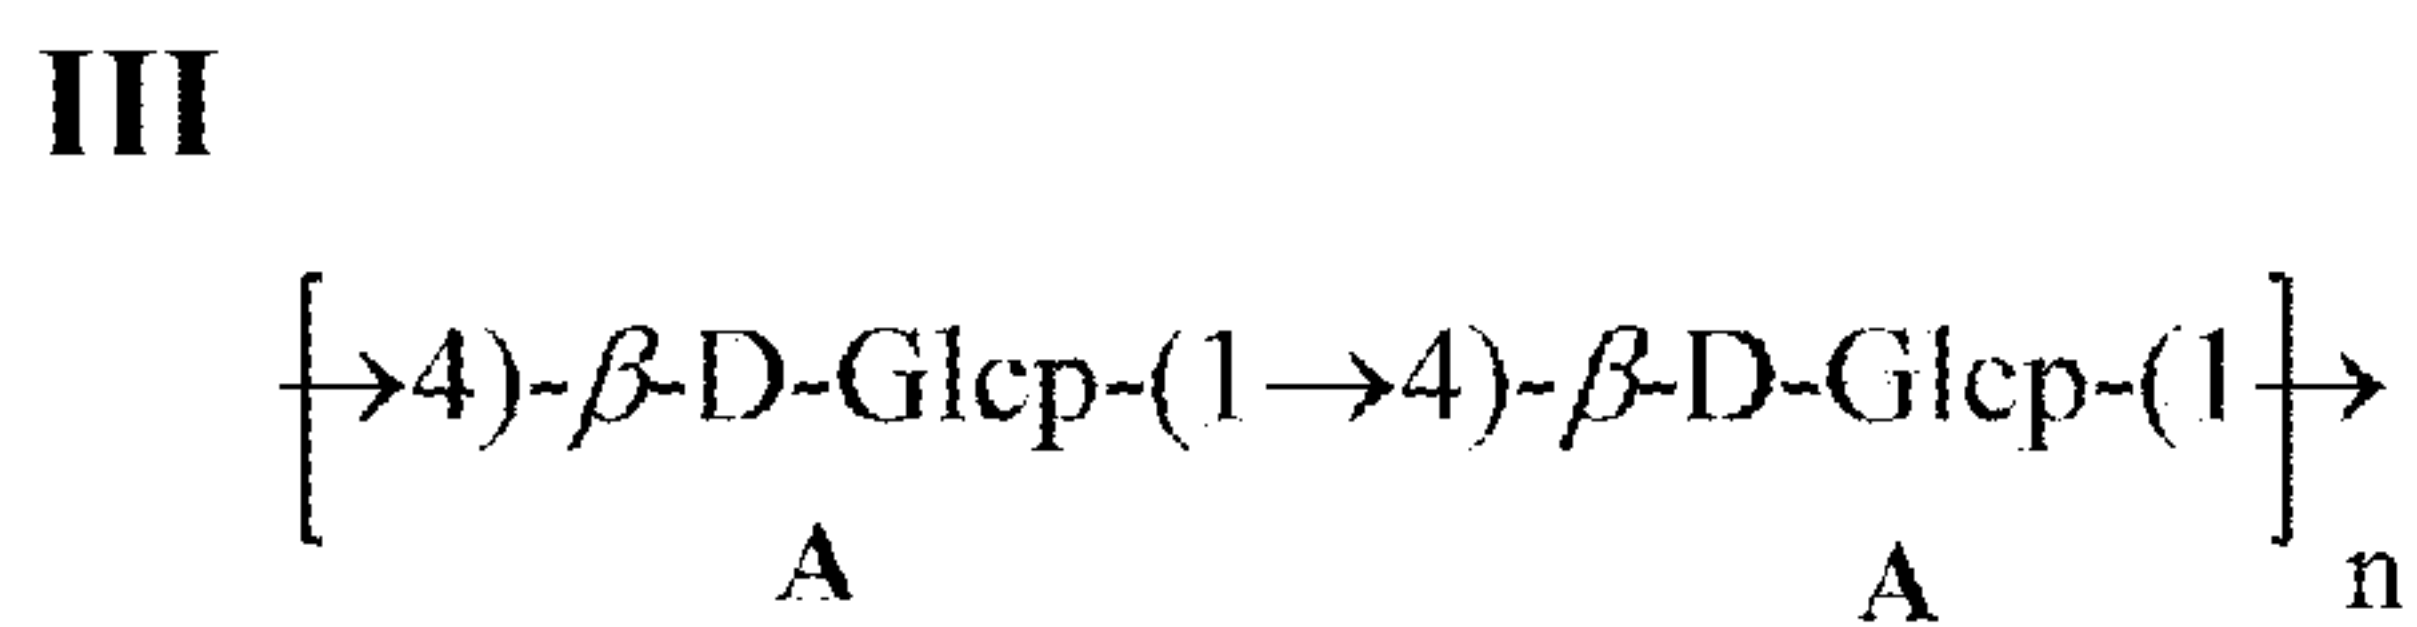 III
[→4)-β-D-Glcp-(1→4)-β-D-Glcp-(1]→
A A n